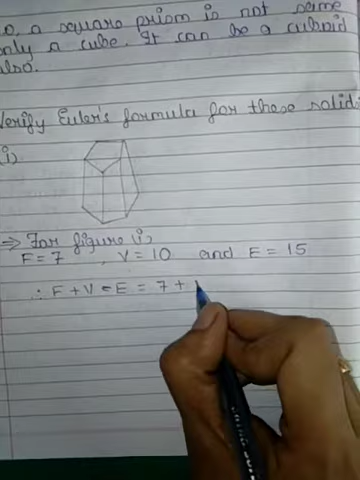 so, a square prism is not same
only a cube. It can be a cuboid
also.
Verify Euler's formula for these solids
(i)
⇒ For figure (i),
F = 7 , V = 10 and E = 15
∴ F + V - E = 7 +